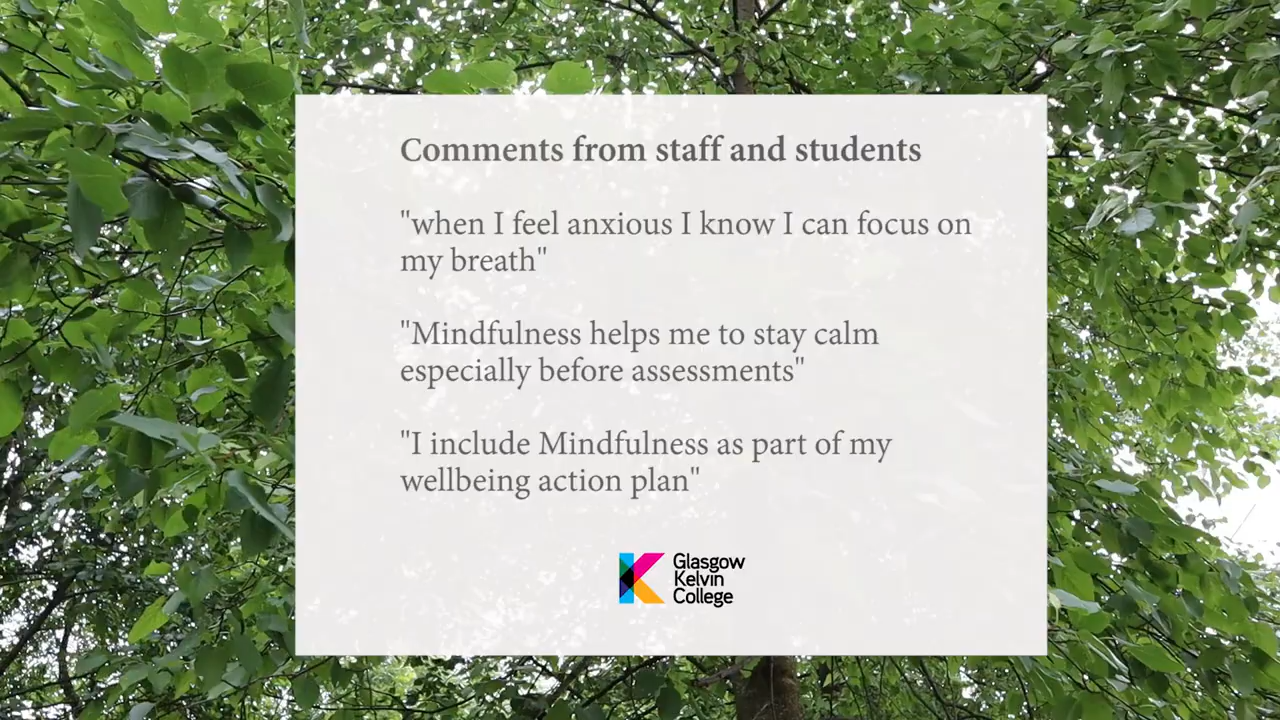 Comments from staff and students
"when I feel anxious I know I can focus on
my breath"
"Mindfulness helps me to stay calm
especially before assessments"
"I include Mindfulness as part of my
wellbeing action plan"
Glasgow
Kelvin
College